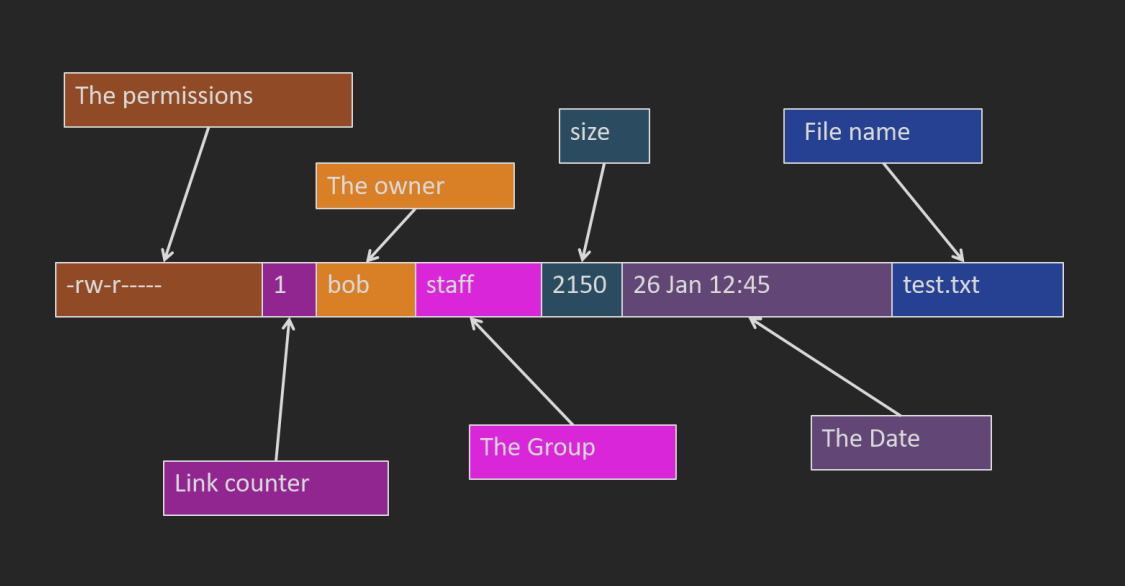 The permissions
size
File name
The owner
-rw-r----- 1 bob staff 2150 26 Jan 12:45 test.txt
The Group
The Date
Link counter